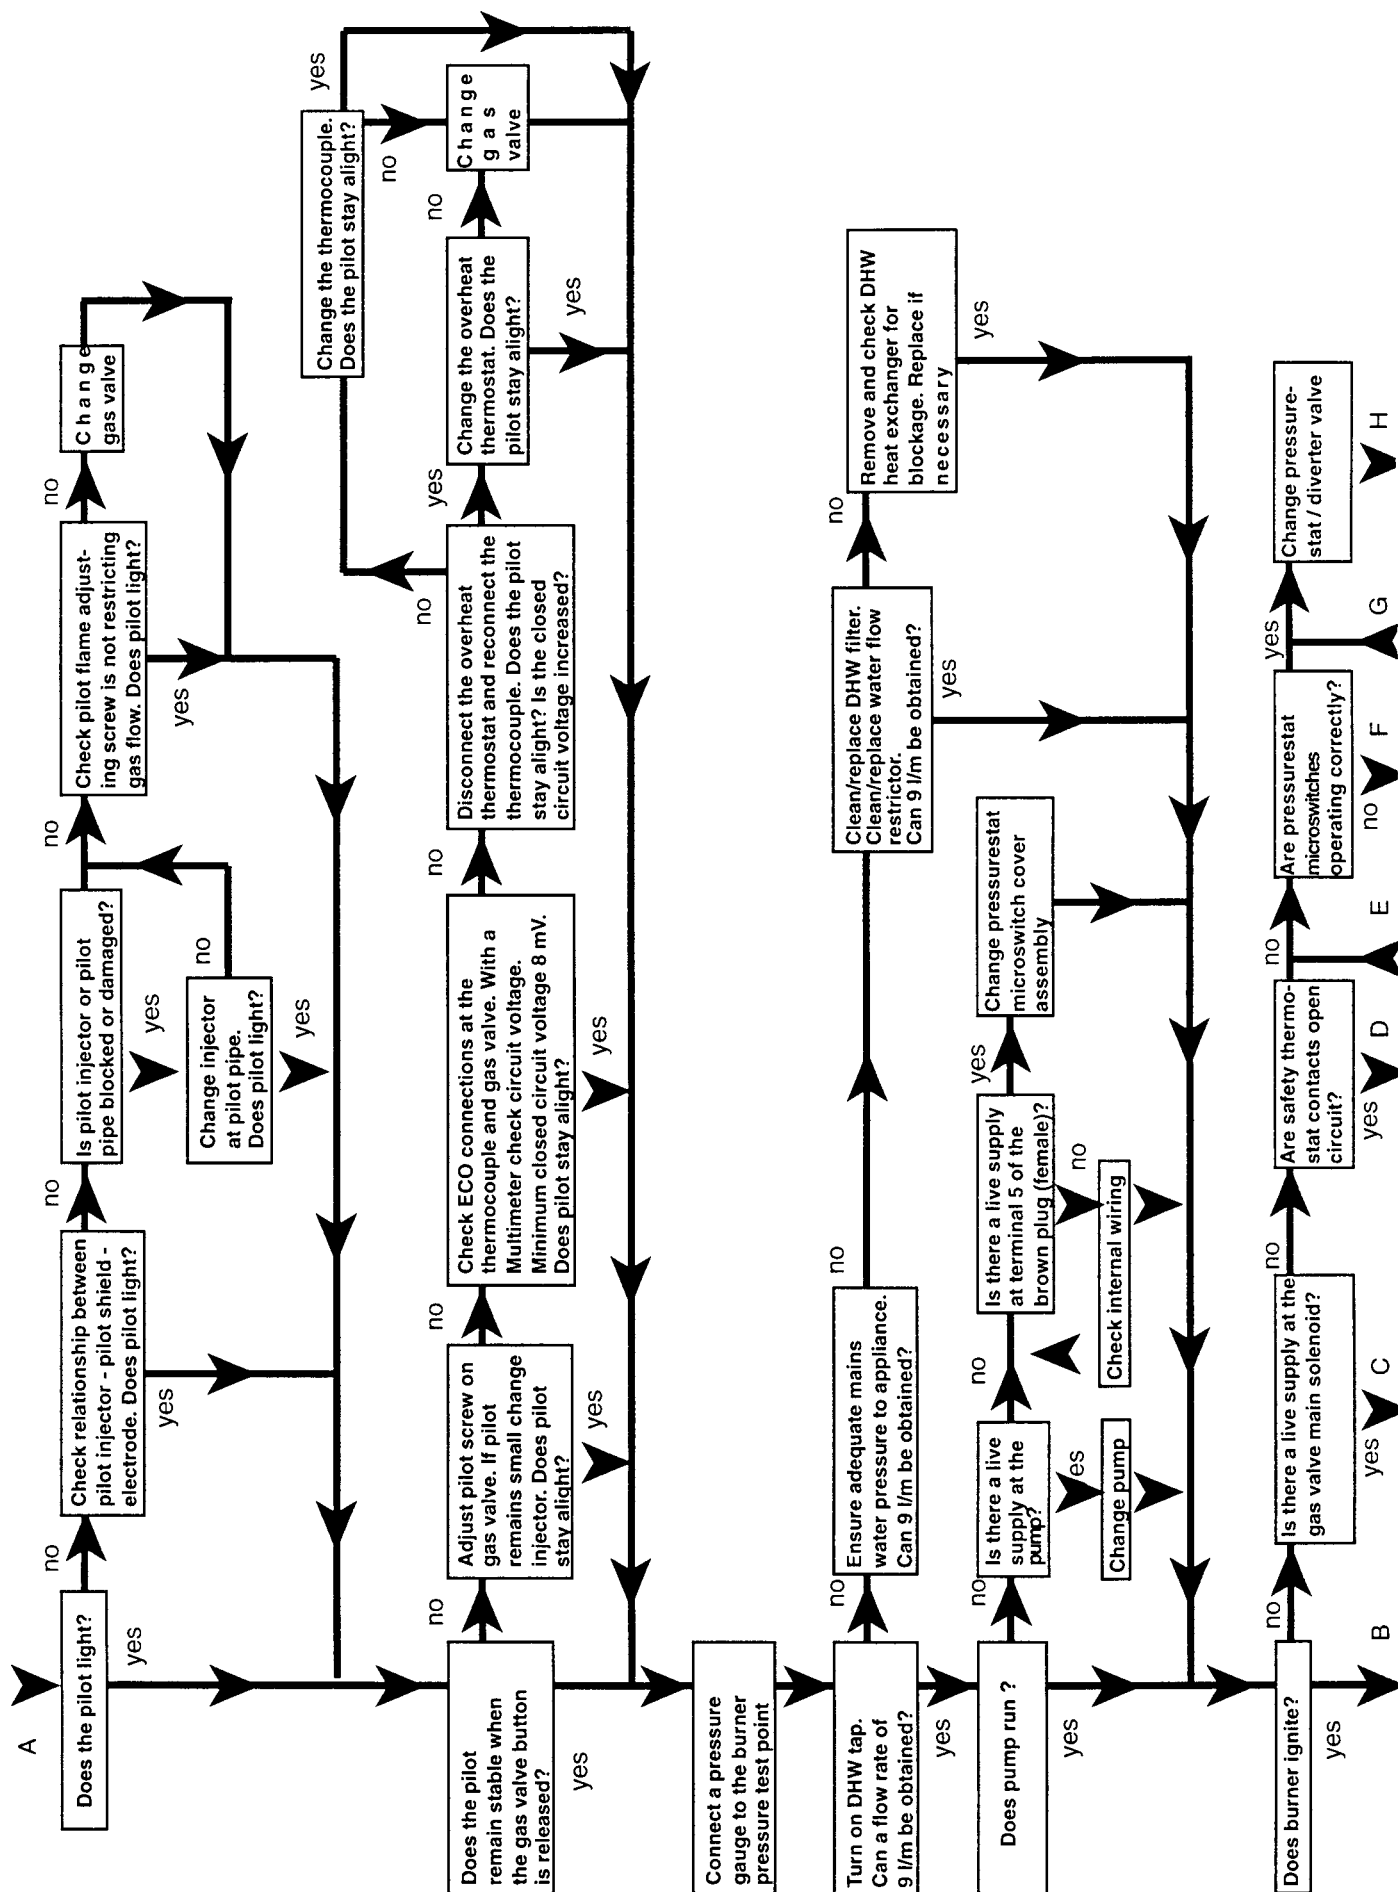 A
Does the pilot light?
no
yes
Check relationship between
pilot injector - pilot shield -
electrode. Does pilot light?
no
yes
Is pilot injector or pilot
pipe blocked or damaged?
no
yes
Change injector
at pilot pipe.
Does pilot light?
no
yes
Check pilot flame adjust-
ing screw is not restricting
gas flow. Does pilot light?
no
yes
Change
gas valve
Does the pilot
remain stable when
the gas valve button
is released?
no
yes
Adjust pilot screw on
gas valve. If pilot
remains small change
injector. Does pilot
stay alight?
no
yes
Check ECO connections at the
thermocouple and gas valve. With a
Multimeter check circuit voltage.
Minimum closed circuit voltage 8 mV.
Does pilot stay alight?
no
yes
Disconnect the overheat
thermostat and reconnect the
thermocouple. Does the pilot
stay alight? Is the closed
circuit voltage increased?
no
yes
Change the overheat
thermostat. Does the
pilot stay alight?
no
yes
Change the thermocouple.
Does the pilot stay alight?
no
yes
Change
gas
valve
Connect a pressure
gauge to the burner
pressure test point
Turn on DHW tap.
Can a flow rate of
9 l/m be obtained?
no
yes
Ensure adequate mains
water pressure to appliance.
Can 9 l/m be obtained?
no
Clean/replace DHW filter.
Clean/replace water flow
restrictor.
Can 9 l/m be obtained?
no
yes
Remove and check DHW
heat exchanger for
blockage. Replace if
necessary
yes
Does pump run ?
no
yes
Is there a live
supply at the
pump?
no
yes
Change pump
Is there a live supply
at terminal 5 of the
brown plug (female)?
yes
no
Check internal wiring
Change pressurestat
microswitch cover
assembly
Does burner ignite?
no
yes
B
Is there a live supply at the
gas valve main solenoid?
no
yes
C
Are safety thermo-
stat contacts open
circuit?
no
yes
D
E
Are pressurestat
microswitches
operating correctly?
yes
no
F
G
Change pressure-
stat / diverter valve
H